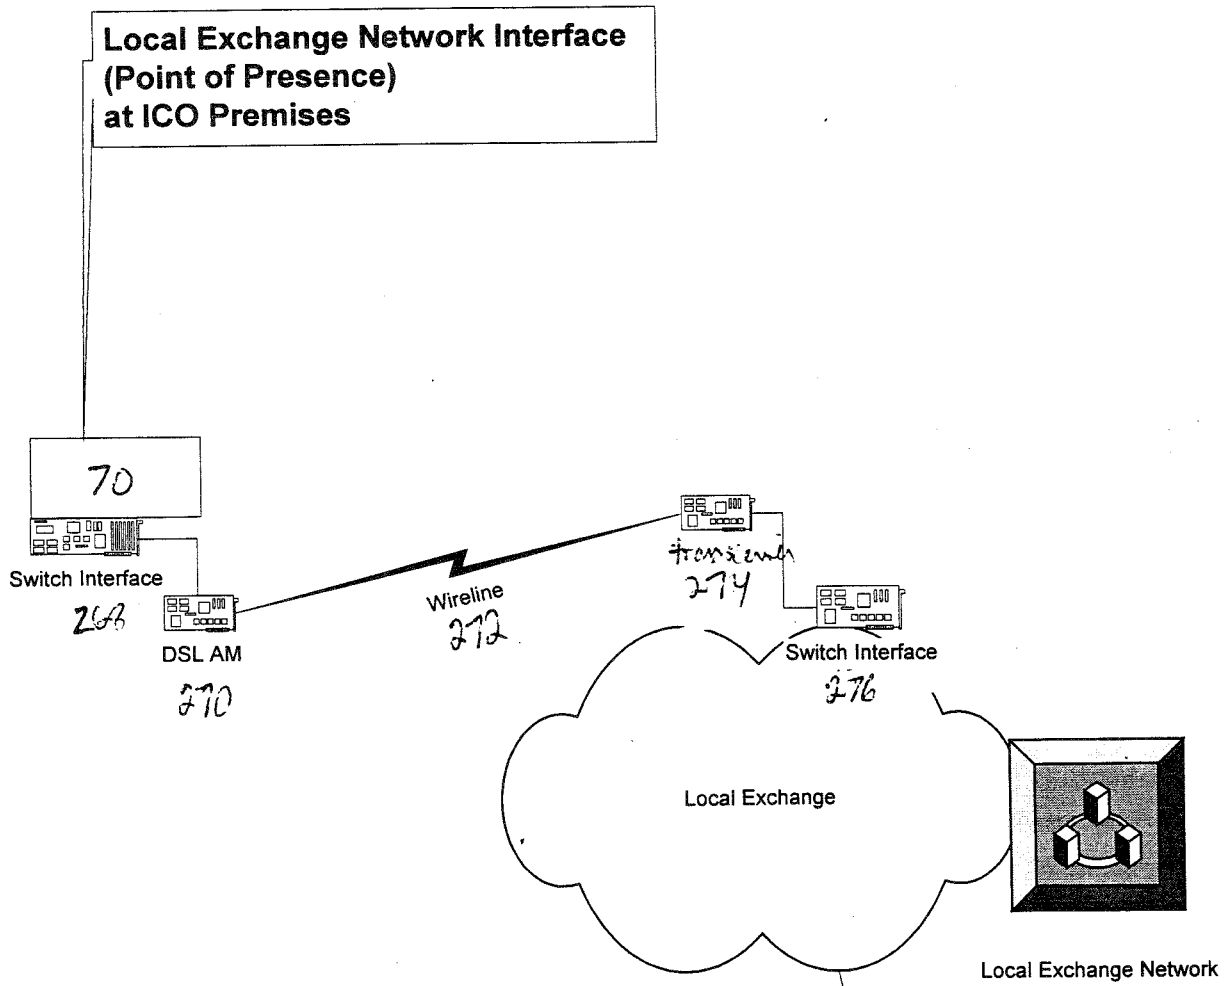 Local Exchange Network Interface
(Point of Presence)
at ICO Premises
70
Switch Interface
268
DSL AM
270
Wireline
272
274
Switch Interface
276
Local Exchange
Local Exchange Network